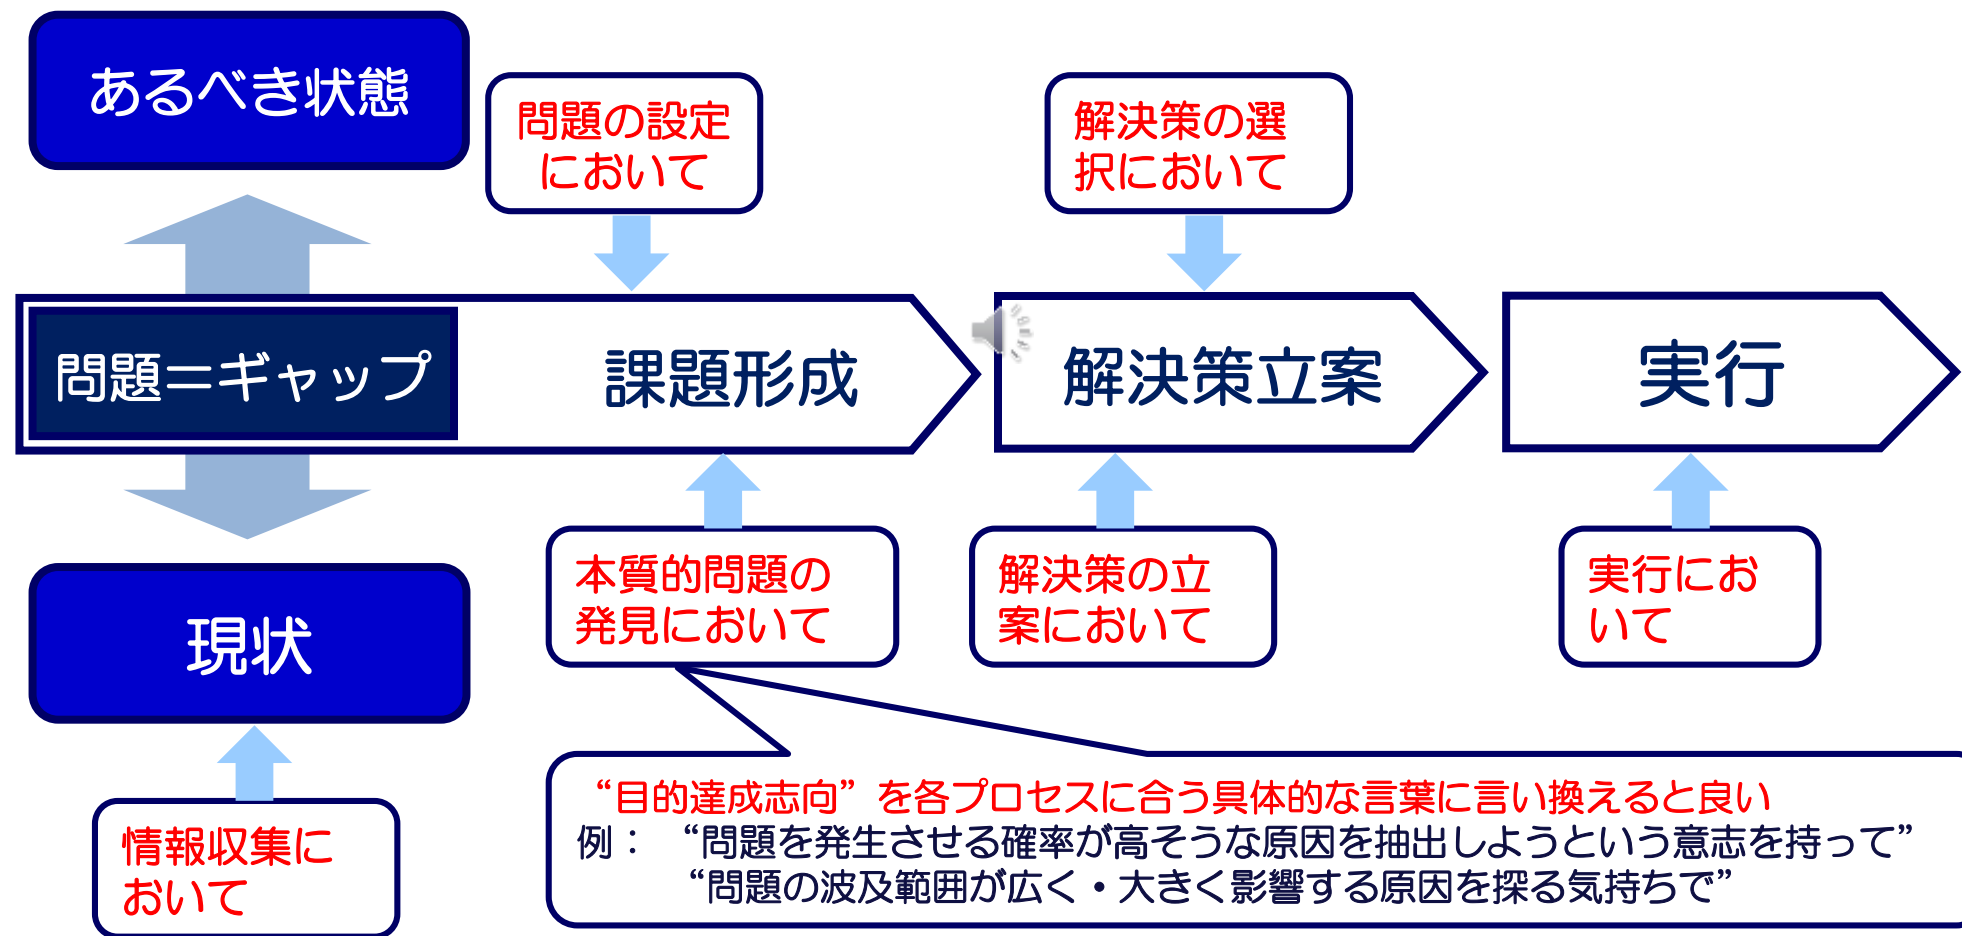 あるべき状態
問題の設定
において
解決策の選
択において
問題＝ギャップ
課題形成
解決策立案
実行
本質的問題の
発見において
解決策の立
案において
実行にお
いて
現状
情報収集に
おいて
“目的達成志向”を各プロセスに合う具体的な言葉に言い換えると良い
例：　“問題を発生させる確率が高そうな原因を抽出しようという意志を持って”
“問題の波及範囲が広く・大きく影響する原因を探る気持ちで”